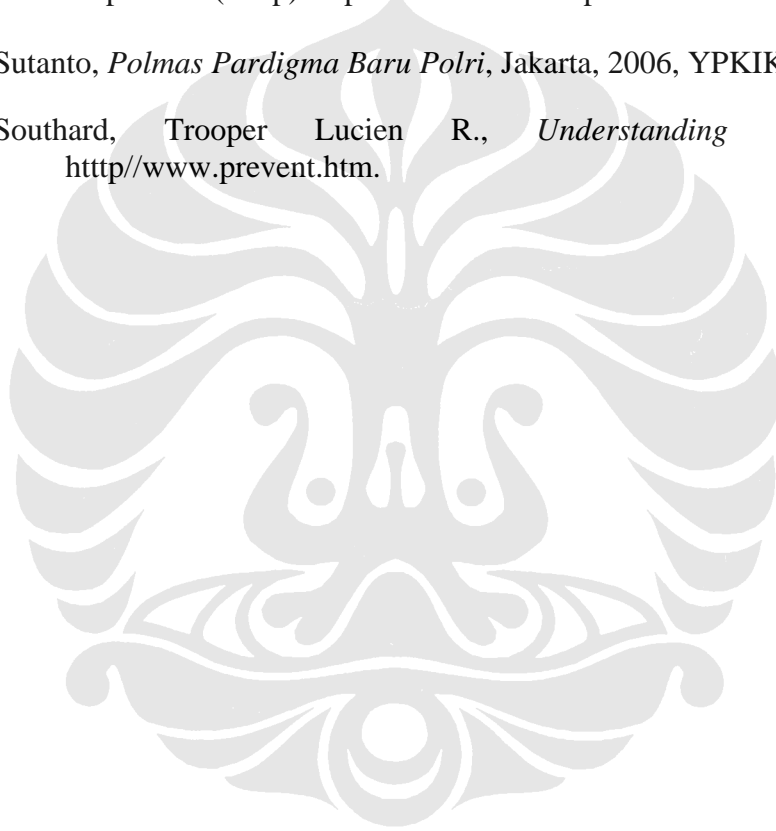 Sutanto, Polmas Pardigma Baru Polri, Jakarta, 2006, YPKIK
Southard, Trooper Lucien R., Understanding
htttp//www.prevent.htm.